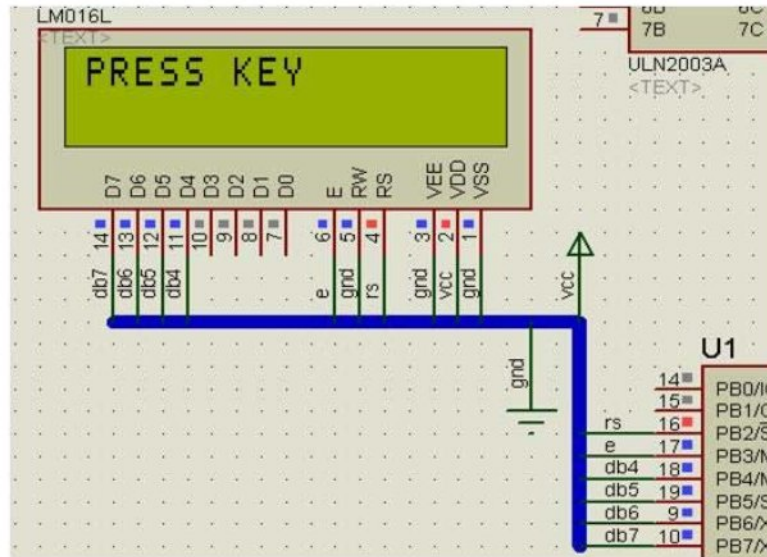 LM016L
<TEXT>
PRESS KEY
D7 D6 D5 D4 D3 D2 D1 D0 E RW RS VEE VDD VSS
14 13 12 11 10 9 8 7 6 5 4 3 2 1
db7 db6 db5 db4 e gnd rs gnd vcc gnd
7
7B 7C
ULN2003A
<TEXT>
vcc
gnd
U1
14 PB0/I
15 PB1/
rs 16 PB2/S
e 17 PB3/M
db4 18 PB4/M
db5 19 PB5/S
db6 9 PB6/X
db7 10 PB7/X